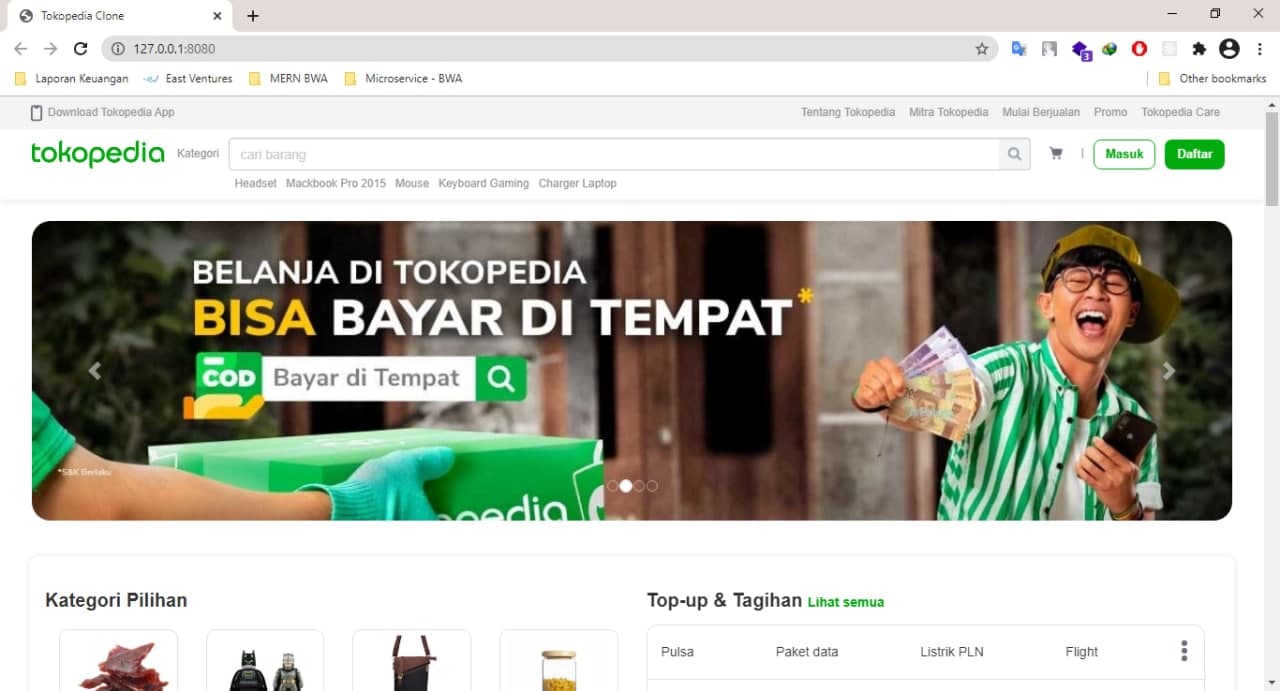 Tokopedia Clone
127.0.0.1:8080
3
Laporan Keuangan East Ventures MERN BWA Microservice - BWA Other bookmarks
Download Tokopedia App Tentang Tokopedia Mitra Tokopedia Mulai Berjualan Promo Tokopedia Care
tokopedia Kategori cari barang Masuk Daftar
Headset Mackbook Pro 2015 Mouse Keyboard Gaming Charger Laptop
BELANJA DI TOKOPEDIA
BISA BAYAR DI TEMPAT*
COD Bayar di Tempat
*S&K Berlaku
pedia
Kategori Pilihan
Top-up & Tagihan Lihat semua
Pulsa Paket data Listrik PLN Flight